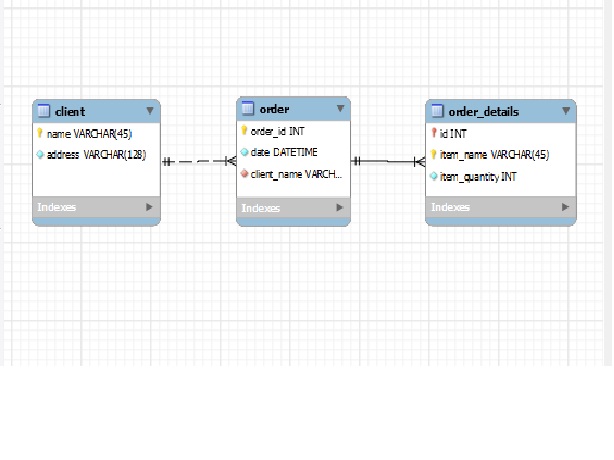 client
name VARCHAR(45)
address VARCHAR(128)
Indexes
order
order_id INT
date DATETIME
client_name VARCH...
Indexes
order_details
id INT
item_name VARCHAR(45)
item_quantity INT
Indexes